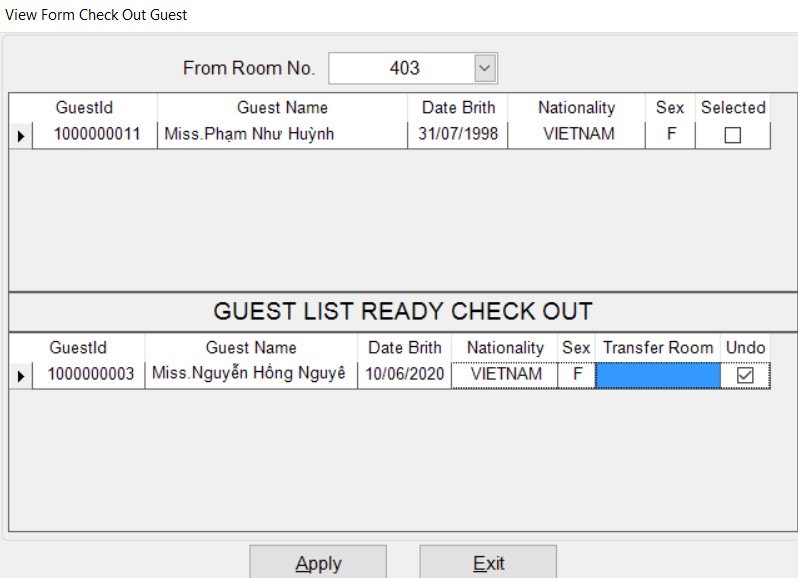 View Form Check Out Guest
From Room No. 403
GuestId Guest Name Date Brith Nationality Sex Selected
1000000011 Miss.Phạm Như Huỳnh 31/07/1998 VIETNAM F
GUEST LIST READY CHECK OUT
GuestId Guest Name Date Brith Nationality Sex Transfer Room Undo
1000000003 Miss.Nguyễn Hồng Nguyê 10/06/2020 VIETNAM F
Apply Exit